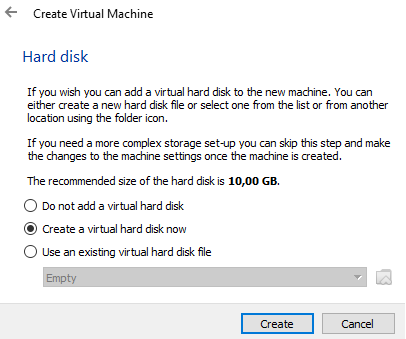 Create Virtual Machine
Hard disk
If you wish you can add a virtual hard disk to the new machine. You can
either create a new hard disk file or select one from the list or from another
location using the folder icon.
If you need a more complex storage set-up you can skip this step and make
the changes to the machine settings once the machine is created.
The recommended size of the hard disk is 10,00 GB.
Do not add a virtual hard disk
Create a virtual hard disk now
Use an existing virtual hard disk file
Empty
Create Cancel